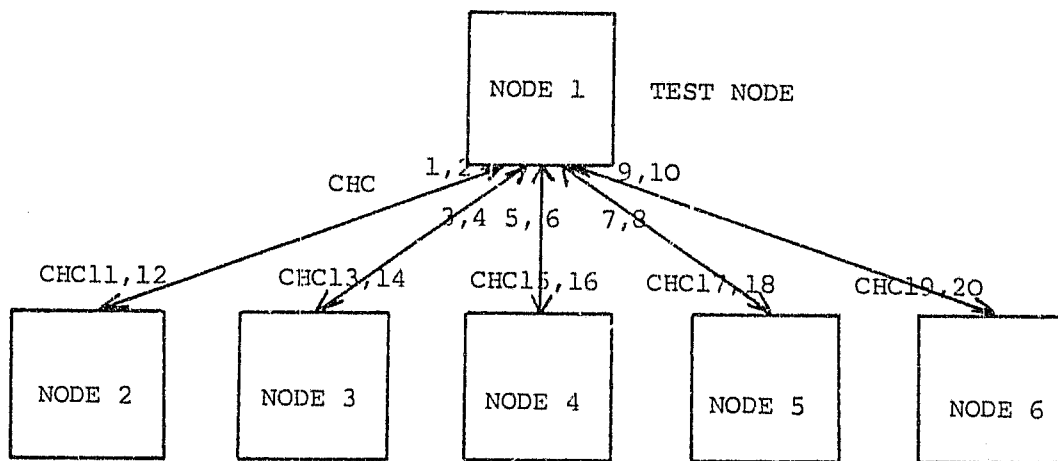 NODE 1
TEST NODE
CHC
1,2
9,10
3,4
5, 6
7,8
CHC11,12
CHC13,14
CHC15,16
CHC17,18
CHC19,20
NODE 2
NODE 3
NODE 4
NODE 5
NODE 6